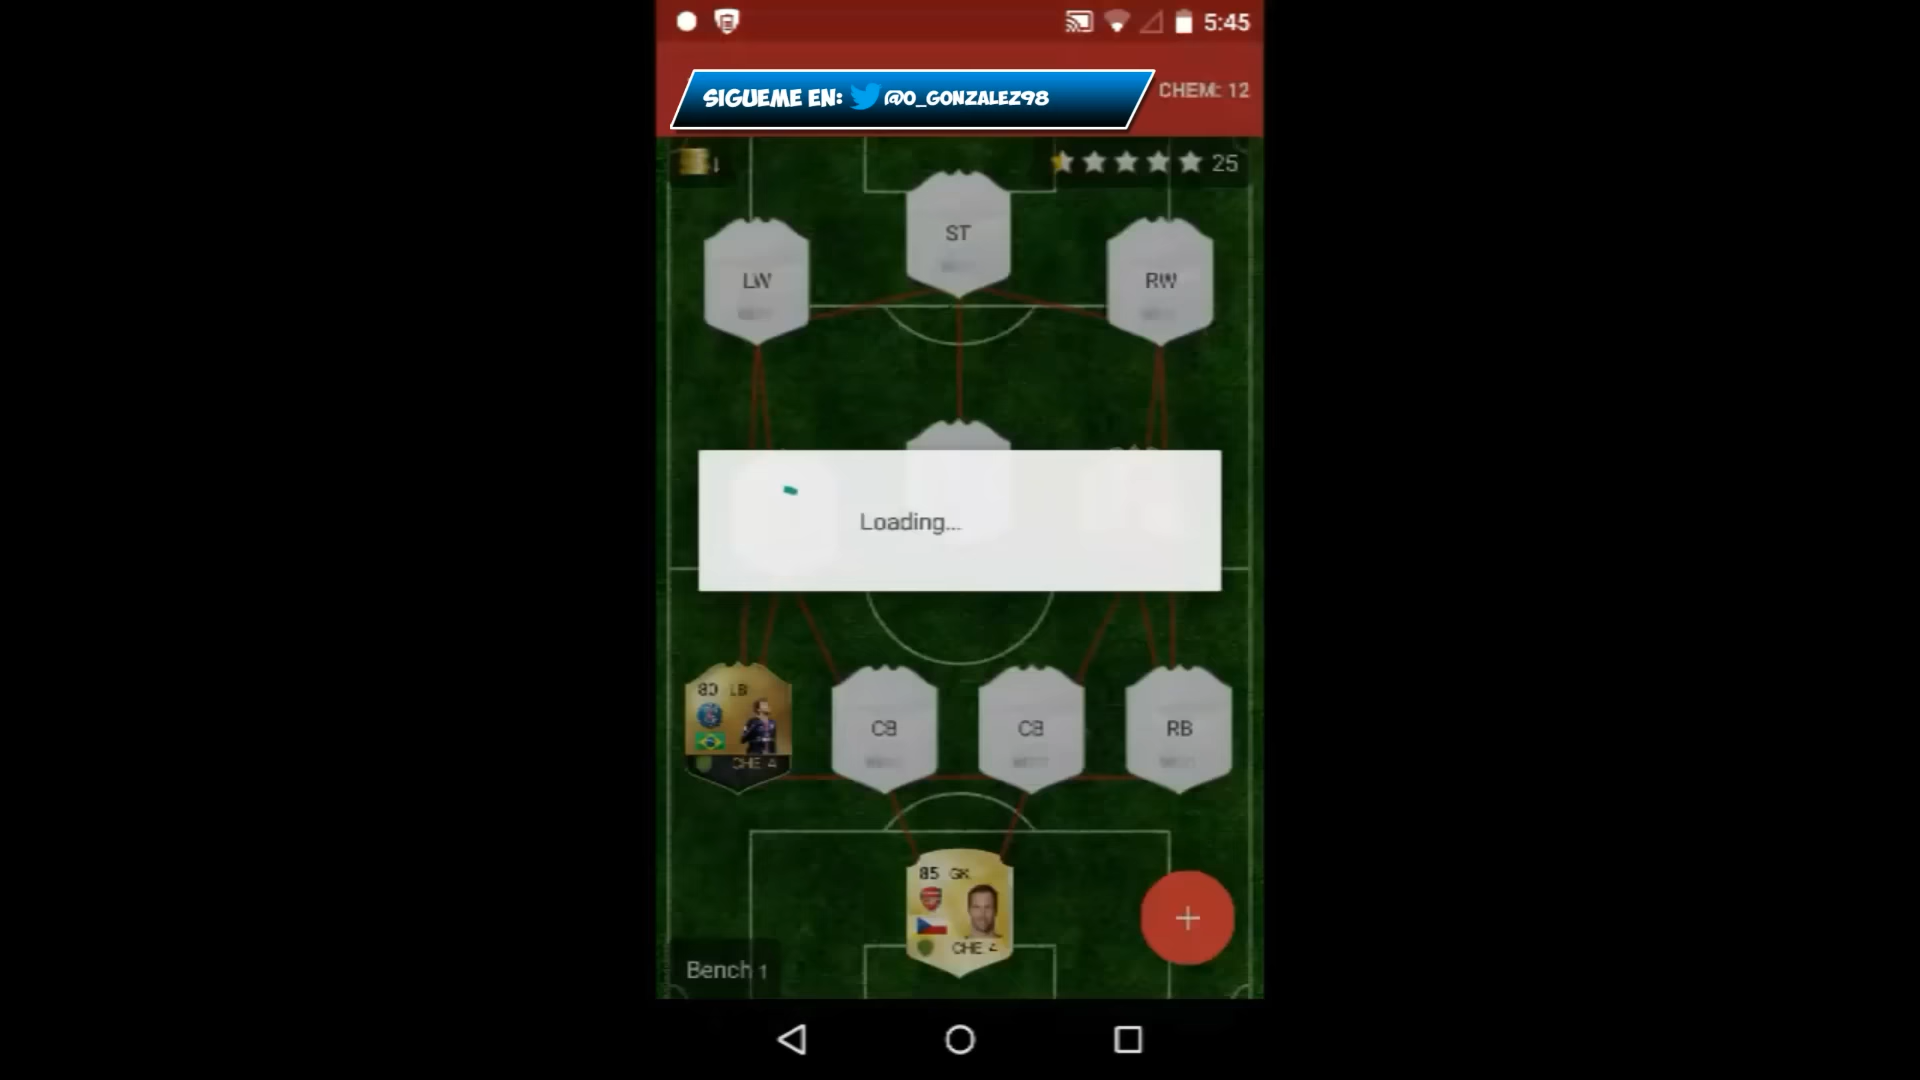 5:45
SIGUEME EN: @O_GONZALEZ98
CHEM: 12
25
ST
LW
RW
Loading...
80 LB
CHE 4
CB
CB
RB
85 GK
CHE 4
Bench 1